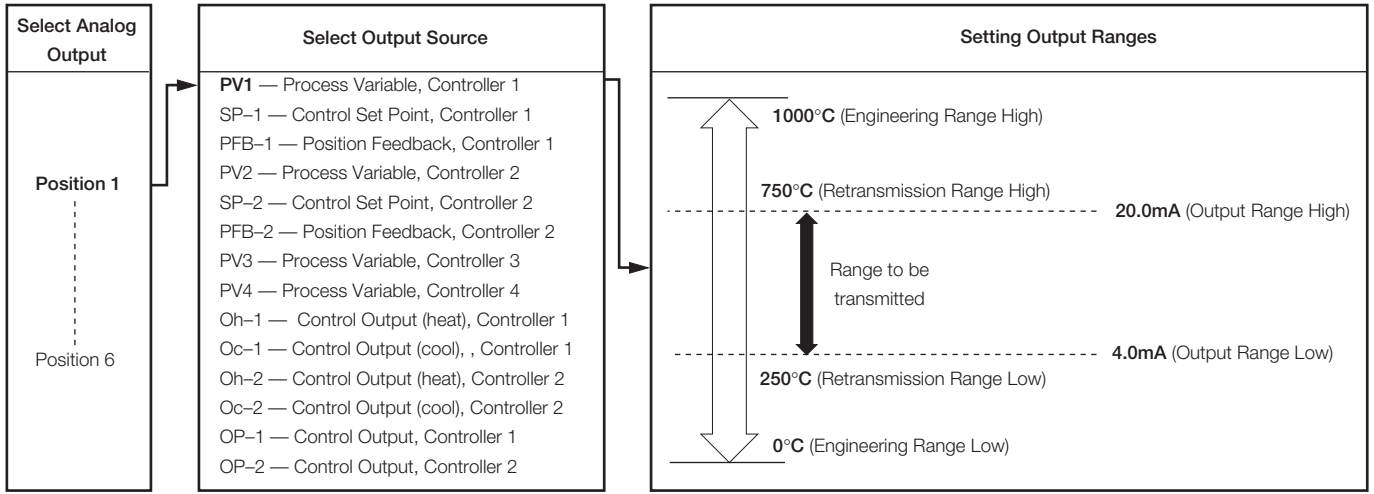 Select Analog
Output
Position 1
Position 6
Select Output Source
PV1 — Process Variable, Controller 1
SP–1 — Control Set Point, Controller 1
PFB–1 — Position Feedback, Controller 1
PV2 — Process Variable, Controller 2
SP–2 — Control Set Point, Controller 2
PFB–2 — Position Feedback, Controller 2
PV3 — Process Variable, Controller 3
PV4 — Process Variable, Controller 4
Oh–1 — Control Output (heat), Controller 1
Oc–1 — Control Output (cool), , Controller 1
Oh–2 — Control Output (heat), Controller 2
Oc–2 — Control Output (cool), Controller 2
OP–1 — Control Output, Controller 1
OP–2 — Control Output, Controller 2
Setting Output Ranges
1000°C (Engineering Range High)
750°C (Retransmission Range High)
20.0mA (Output Range High)
Range to be
transmitted
4.0mA (Output Range Low)
250°C (Retransmission Range Low)
0°C (Engineering Range Low)